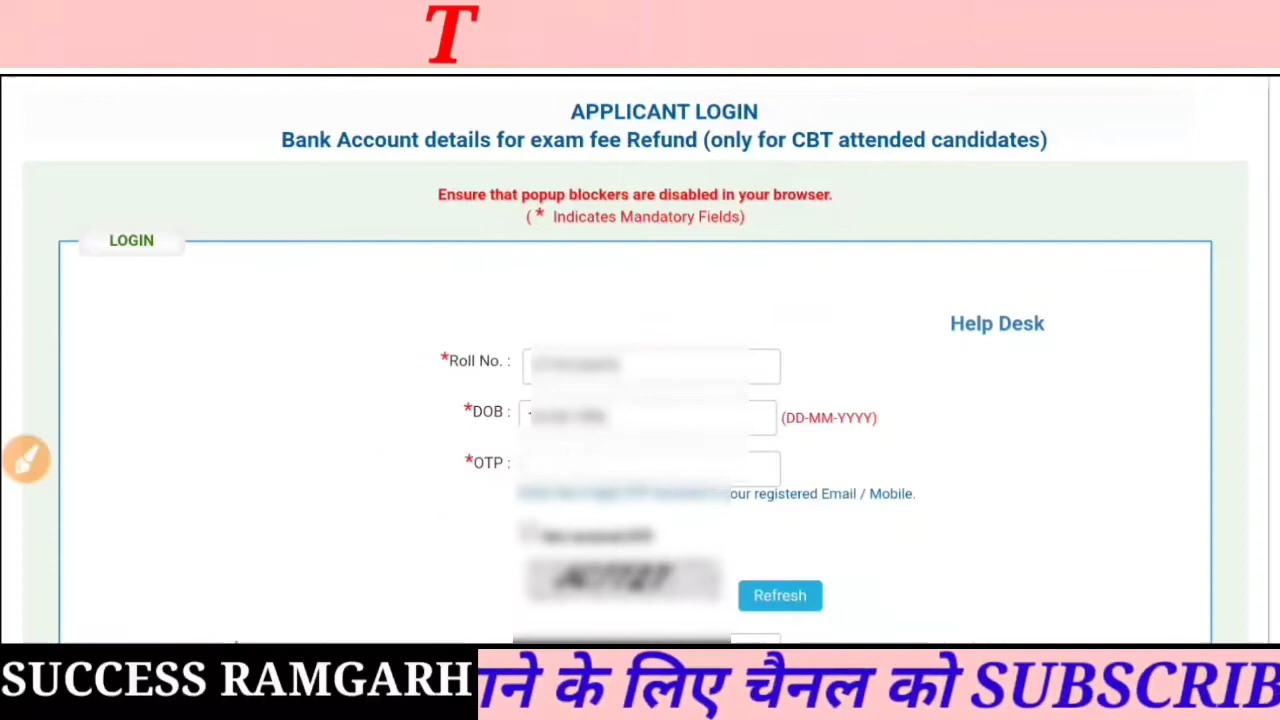 T
APPLICANT LOGIN
Bank Account details for exam fee Refund (only for CBT attended candidates)
Ensure that popup blockers are disabled in your browser.
( * Indicates Mandatory Fields)
LOGIN
Help Desk
*Roll No. :
*DOB :
(DD-MM-YYYY)
*OTP :
our registered Email / Mobile.
Refresh
SUCCESS RAMGARH
ाने के लिए चैनल को SUBSCRIB